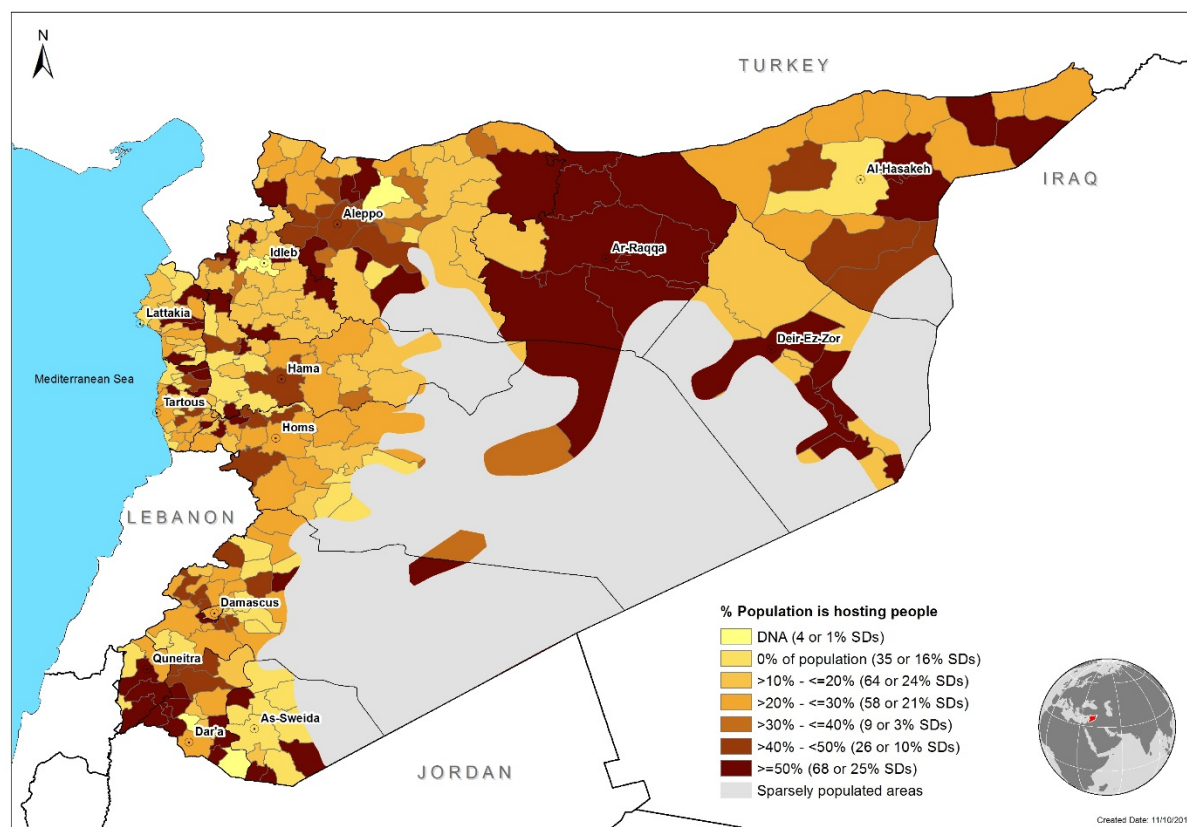 N
TURKEY
Al-Hasakeh
IRAQ
Aleppo
Idleb
Ar-Raqqa
Lattakia
Deir-Ez-Zor
Hama
Mediterranean Sea
Tartous
Homs
LEBANON
Damascus
Quneitra
As-Sweida
Dar'a
JORDAN
% Population is hosting people
DNA (4 or 1% SDs)
0% of population (35 or 16% SDs)
>10% - <=20% (64 or 24% SDs)
>20% - <=30% (58 or 21% SDs)
>30% - <=40% (9 or 3% SDs)
>40% - <50% (26 or 10% SDs)
>=50% (68 or 25% SDs)
Sparsely populated areas
Created Date: